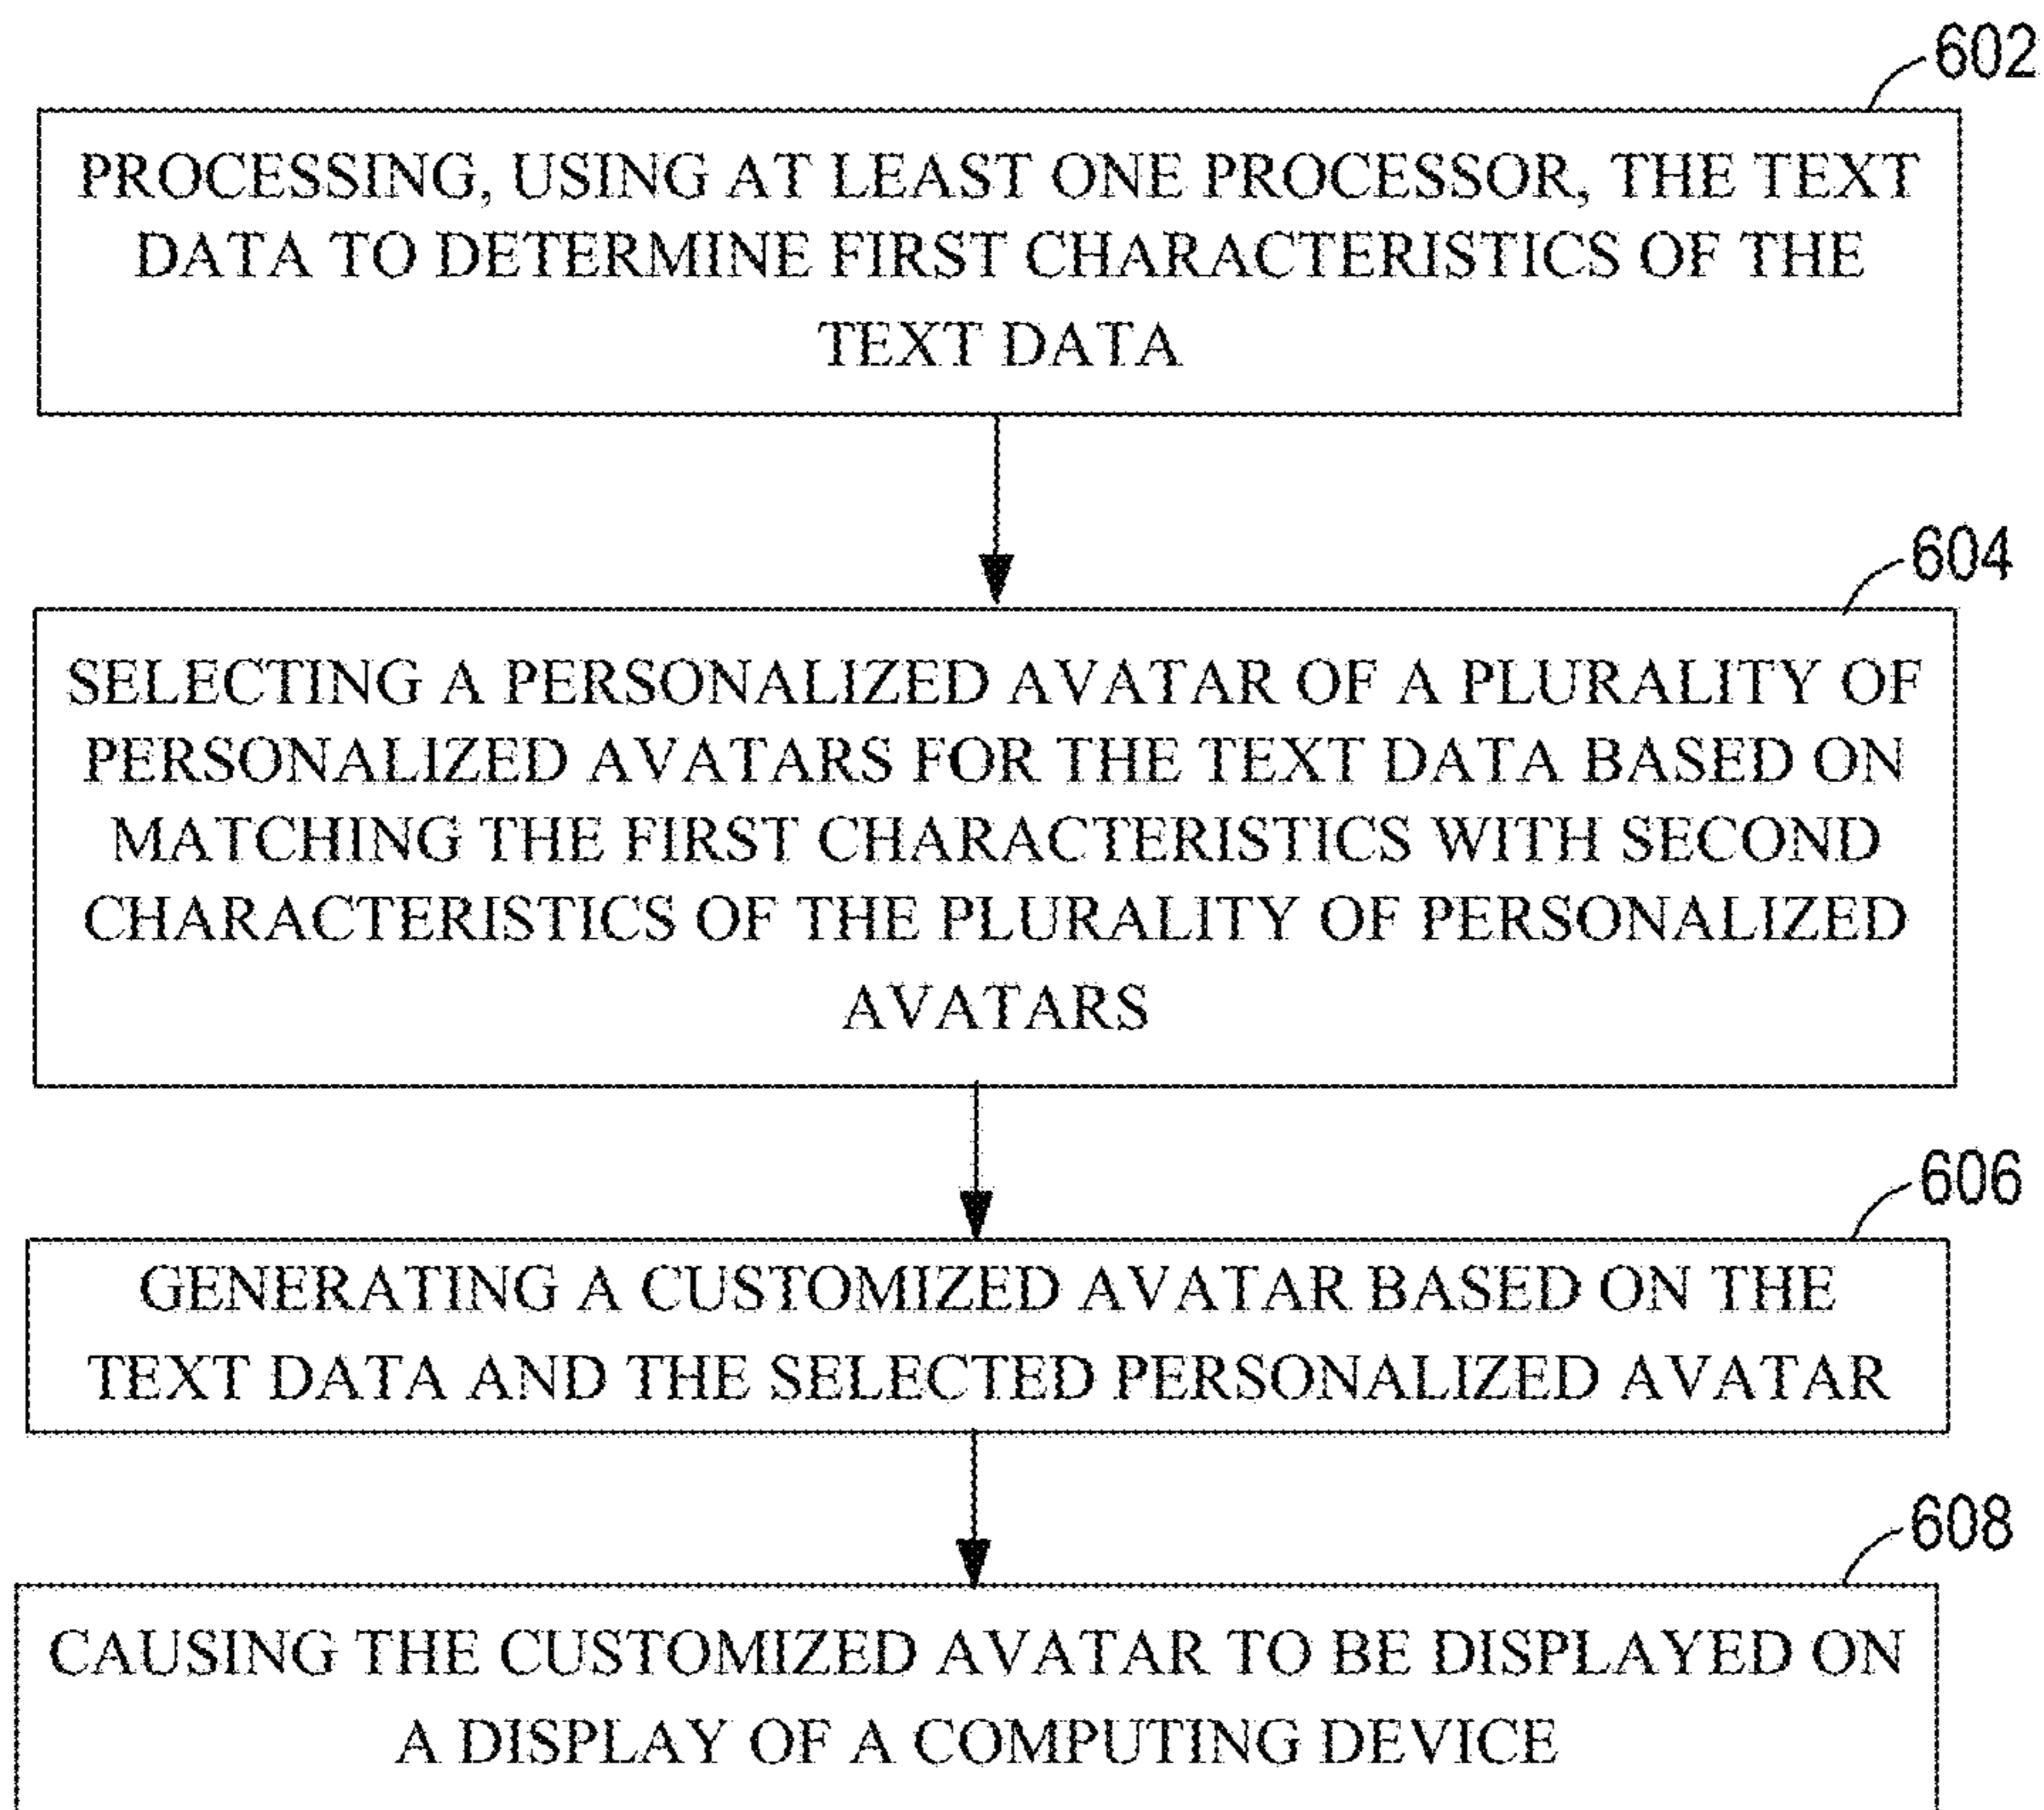 602
PROCESSING, USING AT LEAST ONE PROCESSOR, THE TEXT
DATA TO DETERMINE FIRST CHARACTERISTICS OF THE
TEXT DATA
604
SELECTING A PERSONALIZED AVATAR OF A PLURALITY OF
PERSONALIZED AVATARS FOR THE TEXT DATA BASED ON
MATCHING THE FIRST CHARACTERISTICS WITH SECOND
CHARACTERISTICS OF THE PLURALITY OF PERSONALIZED
AVATARS
606
GENERATING A CUSTOMIZED AVATAR BASED ON THE
TEXT DATA AND THE SELECTED PERSONALIZED AVATAR
608
CAUSING THE CUSTOMIZED AVATAR TO BE DISPLAYED ON
A DISPLAY OF A COMPUTING DEVICE